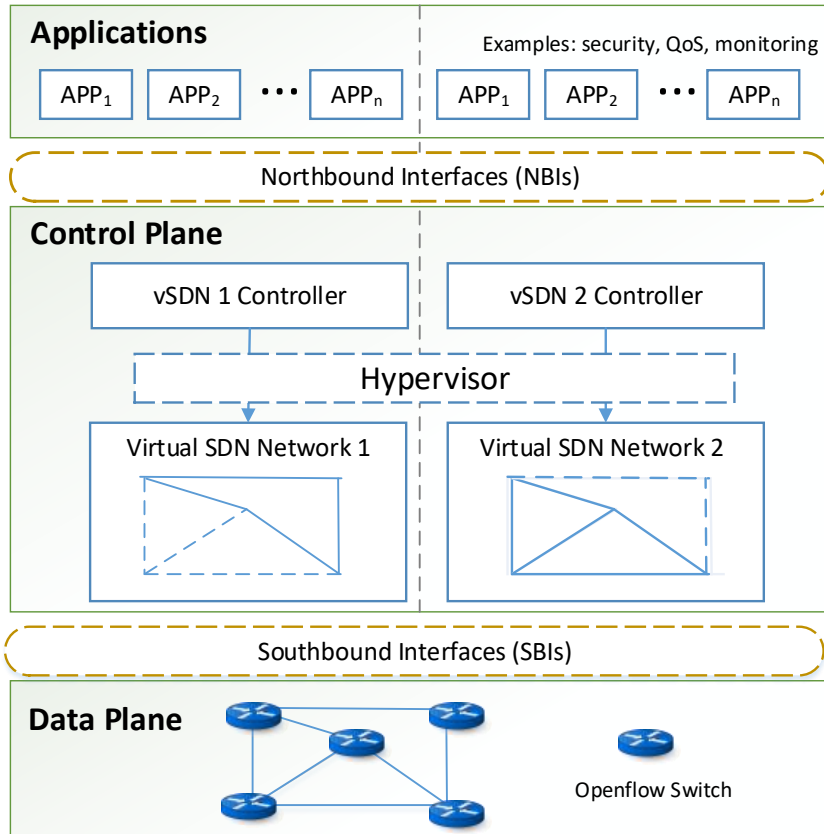 Applications
Examples: security, QoS, monitoring
APP₁ APP₂ ••• APPₙ APP₁ APP₂ ••• APPₙ
Northbound Interfaces (NBIs)
Control Plane
vSDN 1 Controller vSDN 2 Controller
Hypervisor
Virtual SDN Network 1 Virtual SDN Network 2
Southbound Interfaces (SBIs)
Data Plane
Openflow Switch